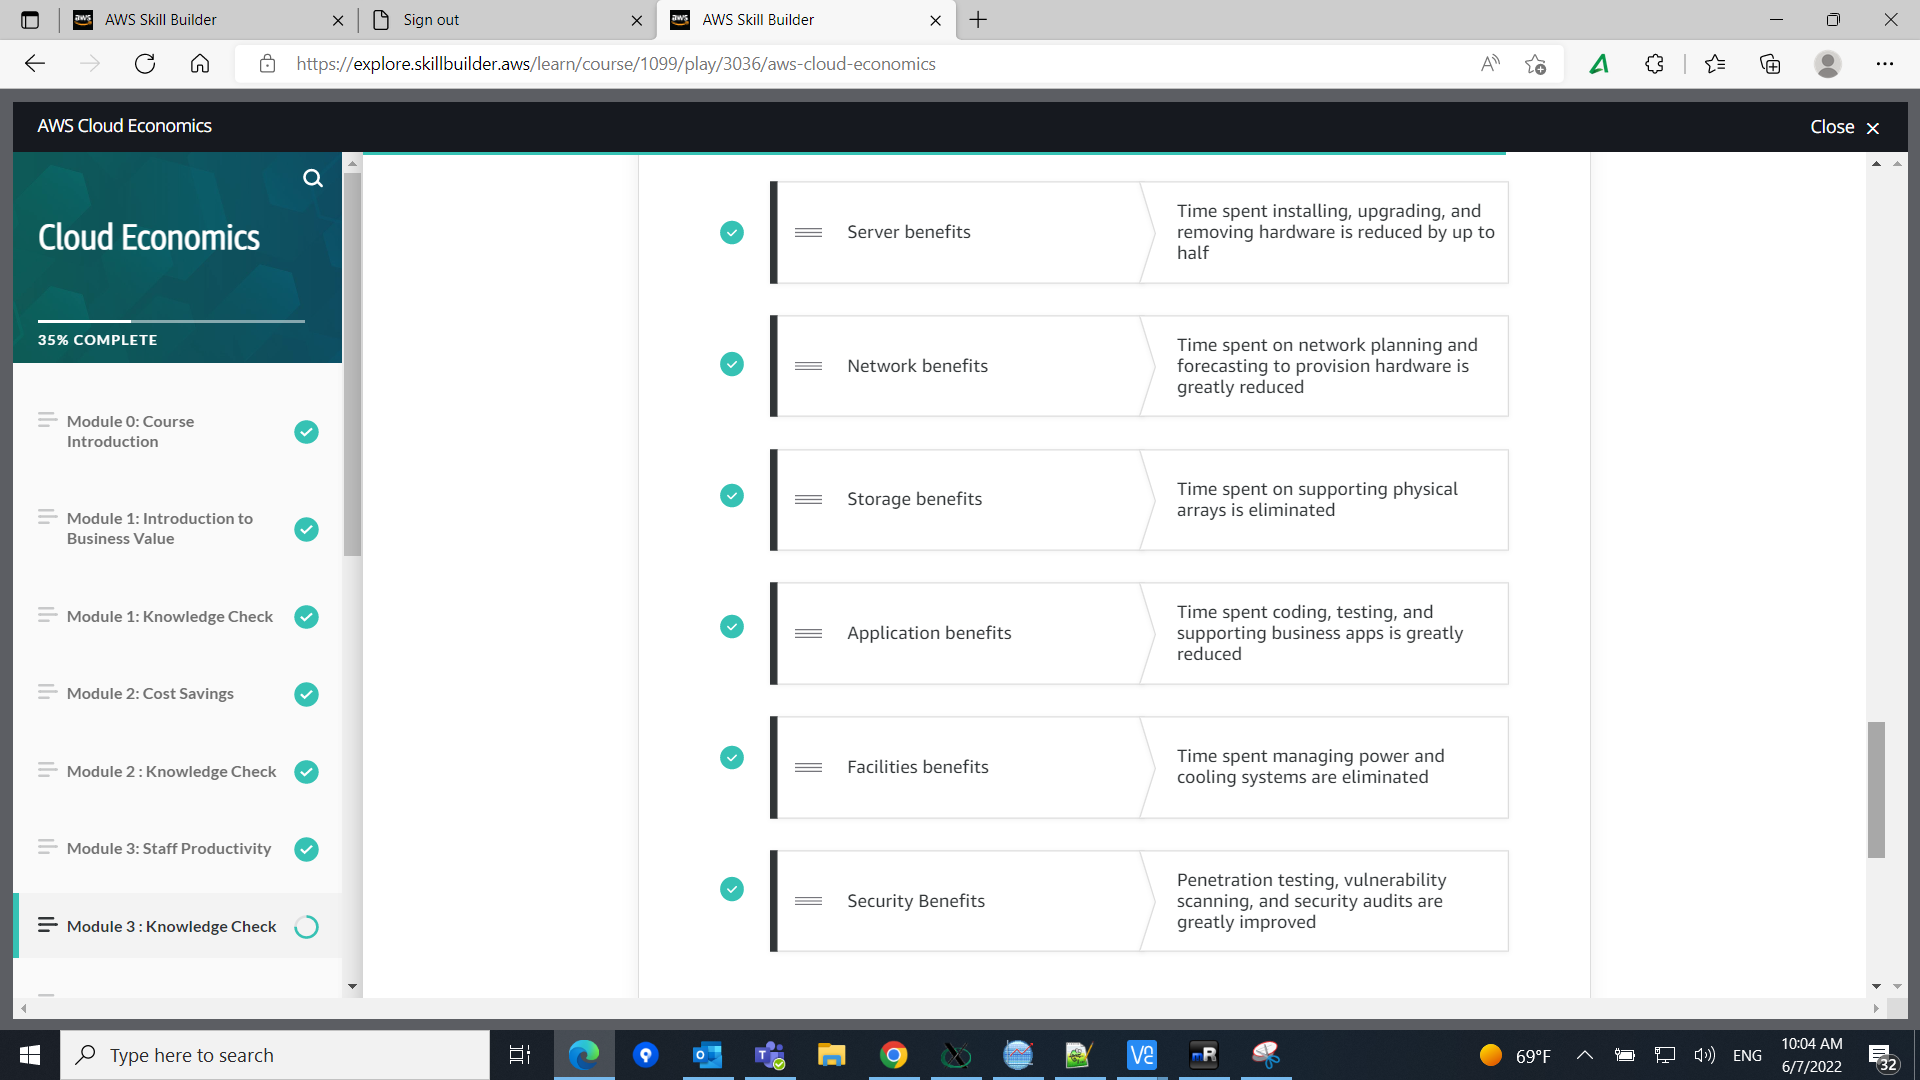 AWS Skill Builder
Sign out
AWS Skill Builder
https://explore.skillbuilder.aws/learn/course/1099/play/3036/aws-cloud-economics
AWS Cloud Economics
Close
Cloud Economics
35% COMPLETE
Module 0: Course
Introduction
Module 1: Introduction to
Business Value
Module 1: Knowledge Check
Module 2: Cost Savings
Module 2 : Knowledge Check
Module 3: Staff Productivity
Module 3 : Knowledge Check
Server benefits
Time spent installing, upgrading, and
removing hardware is reduced by up to
half
Network benefits
Time spent on network planning and
forecasting to provision hardware is
greatly reduced
Storage benefits
Time spent on supporting physical
arrays is eliminated
Application benefits
Time spent coding, testing, and
supporting business apps is greatly
reduced
Facilities benefits
Time spent managing power and
cooling systems are eliminated
Security Benefits
Penetration testing, vulnerability
scanning, and security audits are
greatly improved
Type here to search
69°F
ENG
10:04 AM
6/7/2022
32